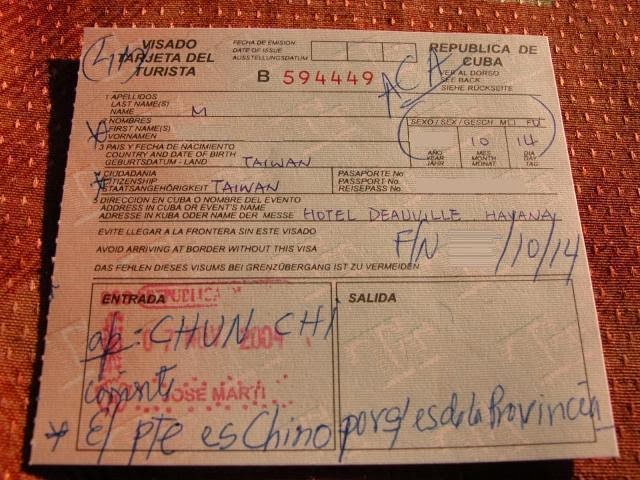 VISADO
TARJETA DEL
TURISTA
FECHA DE EMISION
DATE OF ISSUE
AUSSTELLUNGSDATUM
B 594449
REPUBLICA DE
CUBA
VER AL DORSO
SEE BACK
SIEHE RÜCKSEITE
ACA
1 APELLIDOS
LAST NAME(S)
NAME
M
2 NOMBRES
FIRST NAME(S)
VORNAMEN
SEXO / SEX / GESCH M F
10 14
AÑO MES DIA
YEAR MONTH DAY
JAHR MONAT TAG
3 PAIS Y FECHA DE NACIMIENTO
COUNTRY AND DATE OF BIRTH
GEBURTSDATUM - LAND
TAIWAN
4 CIUDADANIA
CITIZENSHIP
STAATSANGEHÖRIGKEIT
TAIWAN
PASAPORTE No.
PASSPORT No.
REISEPASS No.
5 DIRECCION EN CUBA O NOMBRE DEL EVENTO
ADDRESS IN CUBA OR EVENT'S NAME
ADRESSE IN KUBA ODER NAME DER MESSE
HOTEL DEAUVILLE HAVANA
EVITE LLEGAR A LA FRONTERA SIN ESTE VISADO
AVOID ARRIVING AT BORDER WITHOUT THIS VISA
DAS FEHLEN DIESES VISUMS BEI GRENZÜBERGANG IST ZU VERMEIDEN
F/N /10/14
ENTRADA
SALIDA
REPUBLICA
2004
JOSE MARTI
ap: CHUN CHI
* El pte es Chino por q/ es de la Provincia